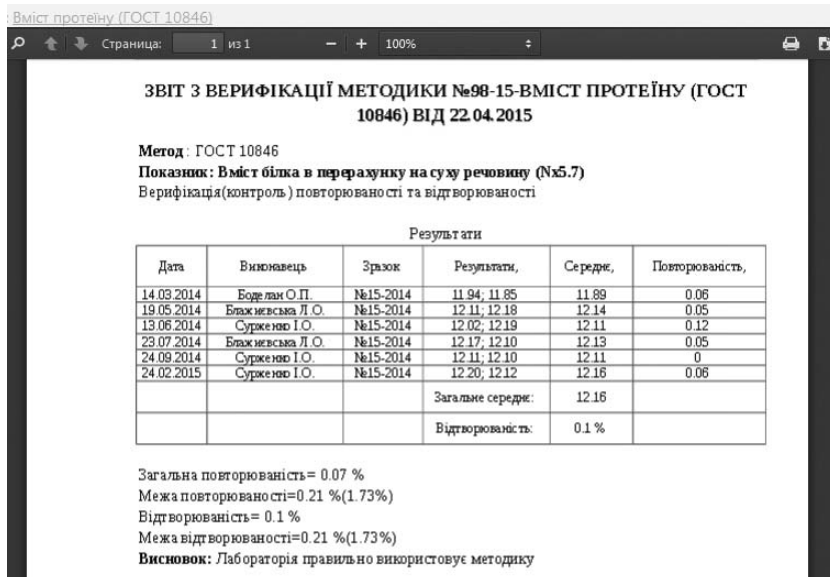 : Вміст протеїну (ГОСТ 10846)
Страница: 1 из 1 − + 100%
ЗВІТ З ВЕРИФІКАЦІЇ МЕТОДИКИ №98-15-ВМІСТ ПРОТЕЇНУ (ГОСТ
10846) ВІД 22.04.2015
Метод : ГОСТ 10846
Показник: Вміст білка в перерахунку на суху речовину (Nx5.7)
Верифікація(контроль) повторюваності та відтворюваності
Результати
Дата Виконавець Зразок Результати, Середнє, Повторюваність,
14.03.2014 Боделан О.П. №15-2014 11.94; 11.85 11.89 0.06
19.05.2014 Блажиєвська Л.О. №15-2014 12.11; 12.18 12.14 0.05
13.06.2014 Сурженко І.О. №15-2014 12.02; 12.19 12.11 0.12
23.07.2014 Блажиєвська Л.О. №15-2014 12.17; 12.10 12.13 0.05
24.09.2014 Сурженко І.О. №15-2014 12.11; 12.10 12.11 0
24.02.2015 Сурженко І.О. №15-2014 12.20; 12.12 12.16 0.06
Загальне середнє: 12.16
Відтворюваність: 0.1 %
Загальна повторюваність= 0.07 %
Межа повторюваності=0.21 %(1.73%)
Відтворюваність= 0.1 %
Межа відтворюваності=0.21 %(1.73%)
Висновок: Лабораторія правильно використовує методику